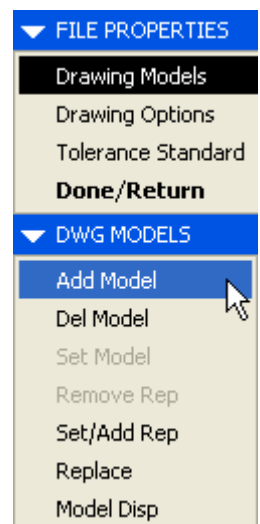 FILE PROPERTIES
Drawing Models
Drawing Options
Tolerance Standard
Done/Return
DWG MODELS
Add Model
Del Model
Set Model
Remove Rep
Set/Add Rep
Replace
Model Disp